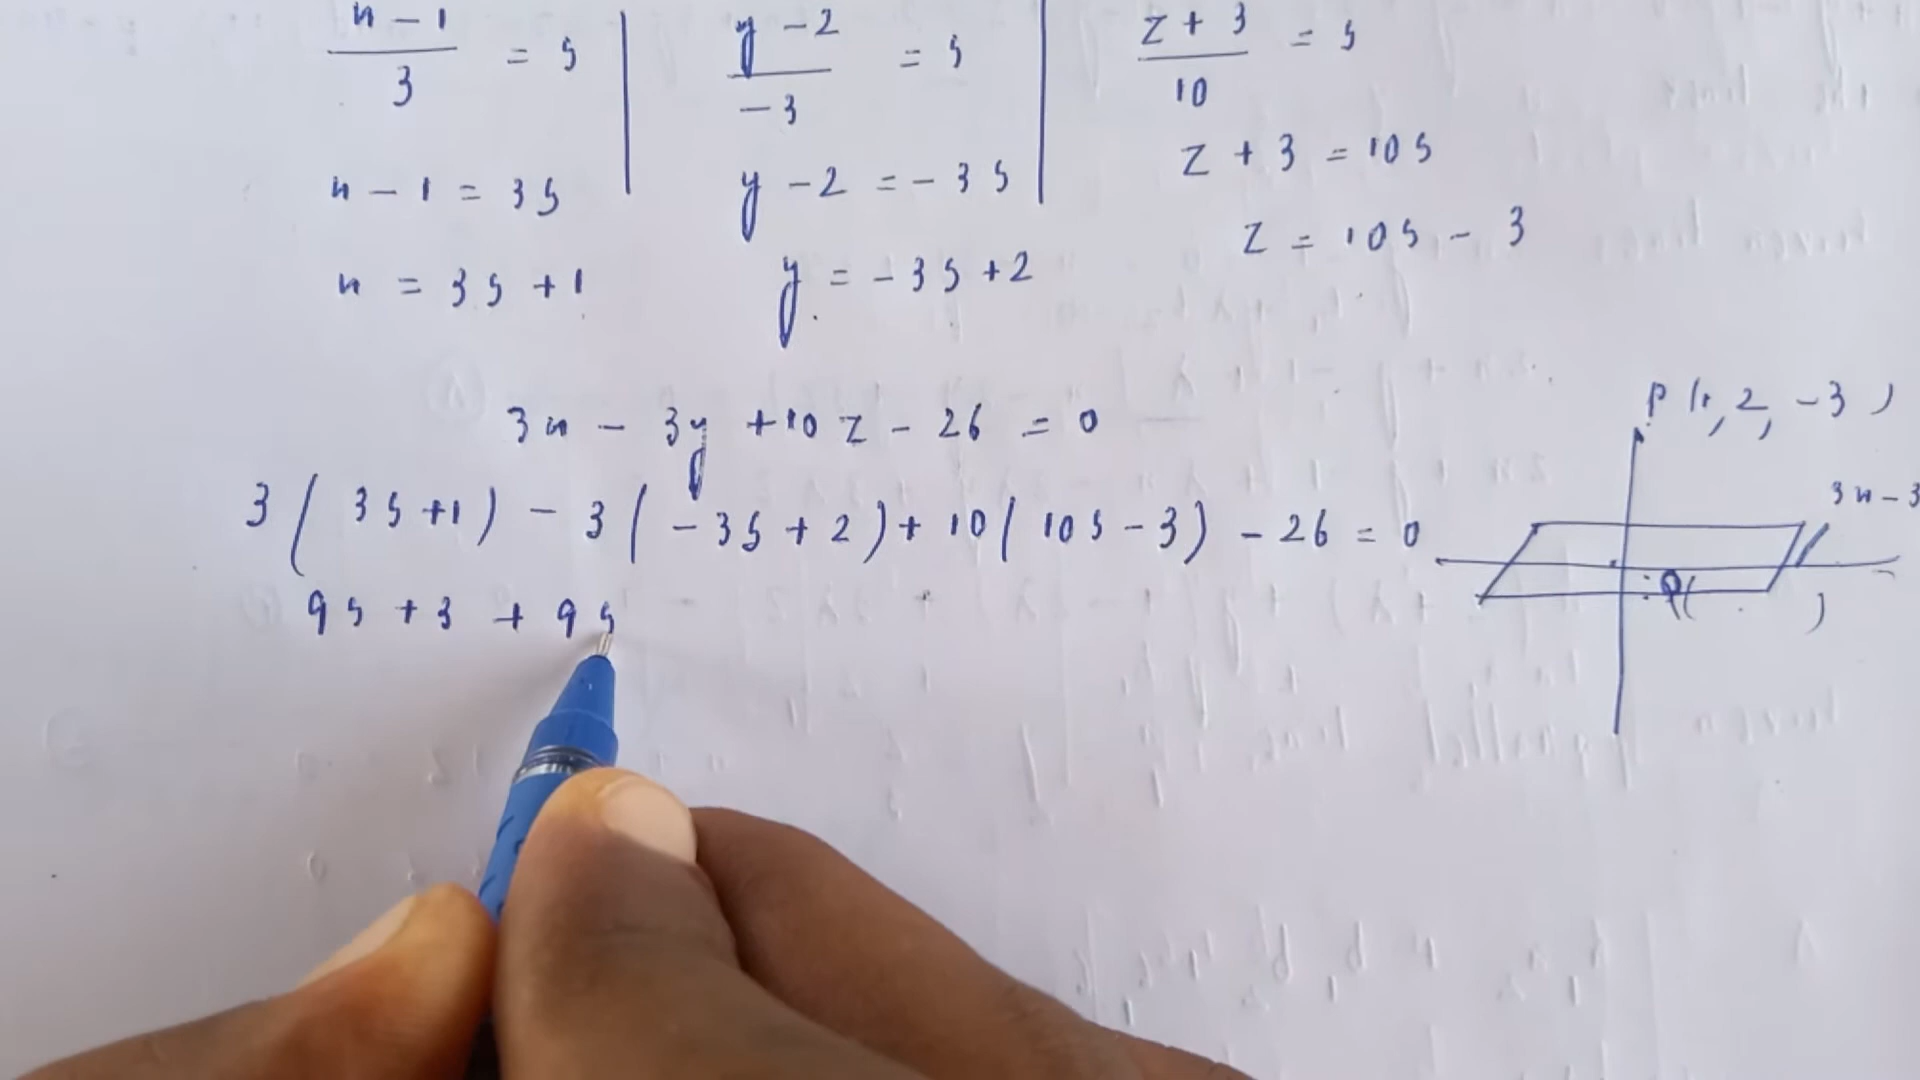 x - 1 / 3 = s | y - 2 / -3 = s | z + 3 / 10 = s
x - 1 = 3s | y - 2 = -3s | z + 3 = 10s
x = 3s + 1 y = -3s + 2 z = 10s - 3
3x - 3y + 10z - 26 = 0
3(3s+1) - 3(-3s+2) + 10(10s-3) - 26 = 0
9s + 3 + 9s
P(1, 2, -3)
3x - 3
Q( )